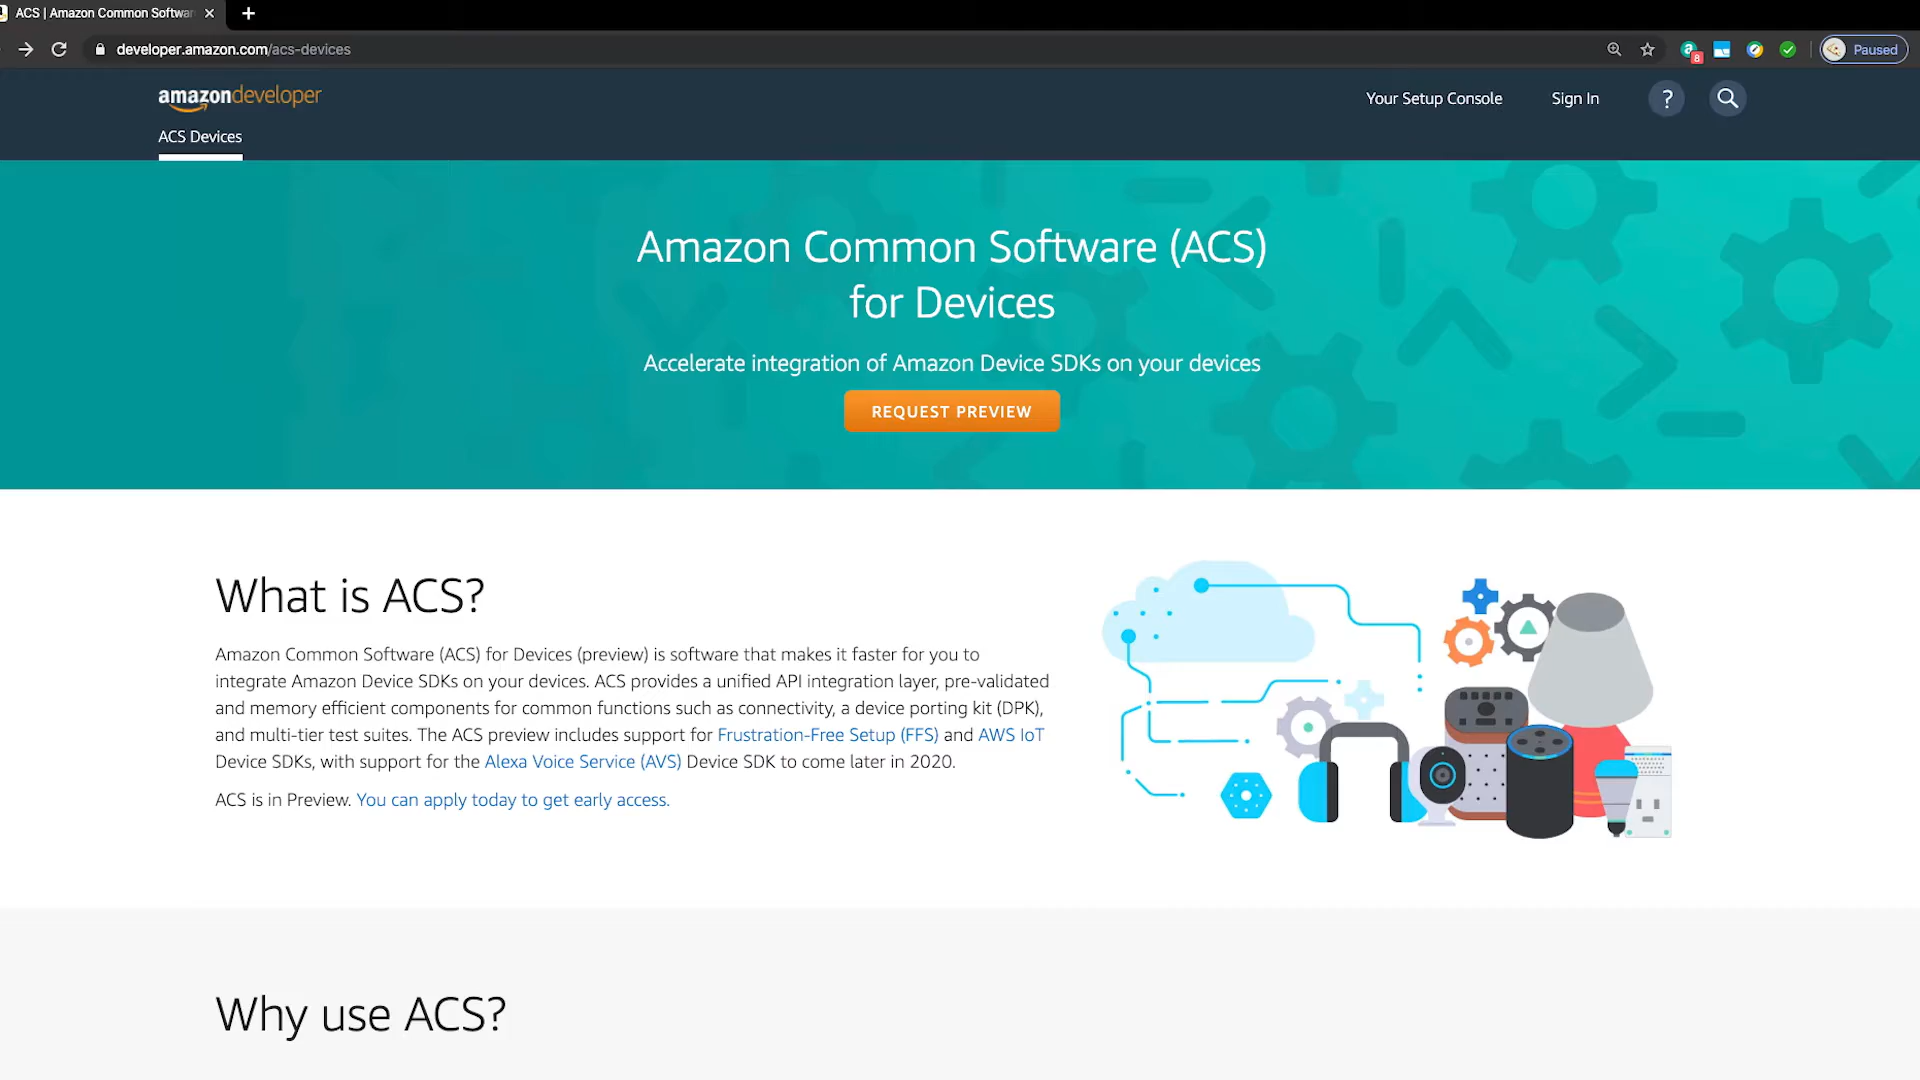 ACS | Amazon Common Softwar
developer.amazon.com/acs-devices
8
Paused
amazondeveloper
Your Setup Console
Sign In
?
ACS Devices
Amazon Common Software (ACS)
for Devices
Accelerate integration of Amazon Device SDKs on your devices
REQUEST PREVIEW
What is ACS?
Amazon Common Software (ACS) for Devices (preview) is software that makes it faster for you to
integrate Amazon Device SDKs on your devices. ACS provides a unified API integration layer, pre-validated
and memory efficient components for common functions such as connectivity, a device porting kit (DPK),
and multi-tier test suites. The ACS preview includes support for Frustration-Free Setup (FFS) and AWS IoT
Device SDKs, with support for the Alexa Voice Service (AVS) Device SDK to come later in 2020.
ACS is in Preview. You can apply today to get early access.
Why use ACS?